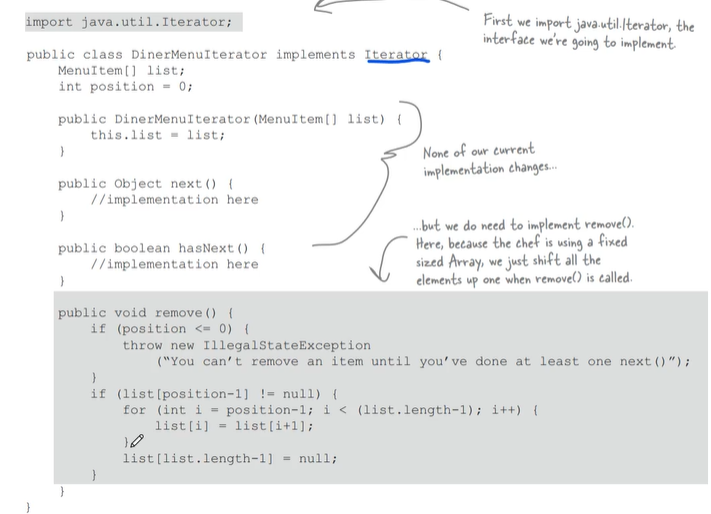 import java.util.Iterator;
First we import java.util.Iterator, the
interface we're going to implement.
public class DinerMenuIterator implements Iterator {
MenuItem[] list;
int position = 0;
public DinerMenuIterator(MenuItem[] list) {
this.list = list;
}
None of our current
implementation changes...
public Object next() {
//implementation here
}
public boolean hasNext() {
//implementation here
}
...but we do need to implement remove().
Here, because the chef is using a fixed
sized Array, we just shift all the
elements up one when remove() is called.
public void remove() {
if (position <= 0) {
throw new IllegalStateException
(“You can’t remove an item until you’ve done at least one next()”);
}
if (list[position-1] != null) {
for (int i = position-1; i < (list.length-1); i++) {
list[i] = list[i+1];
}
list[list.length-1] = null;
}
}
}